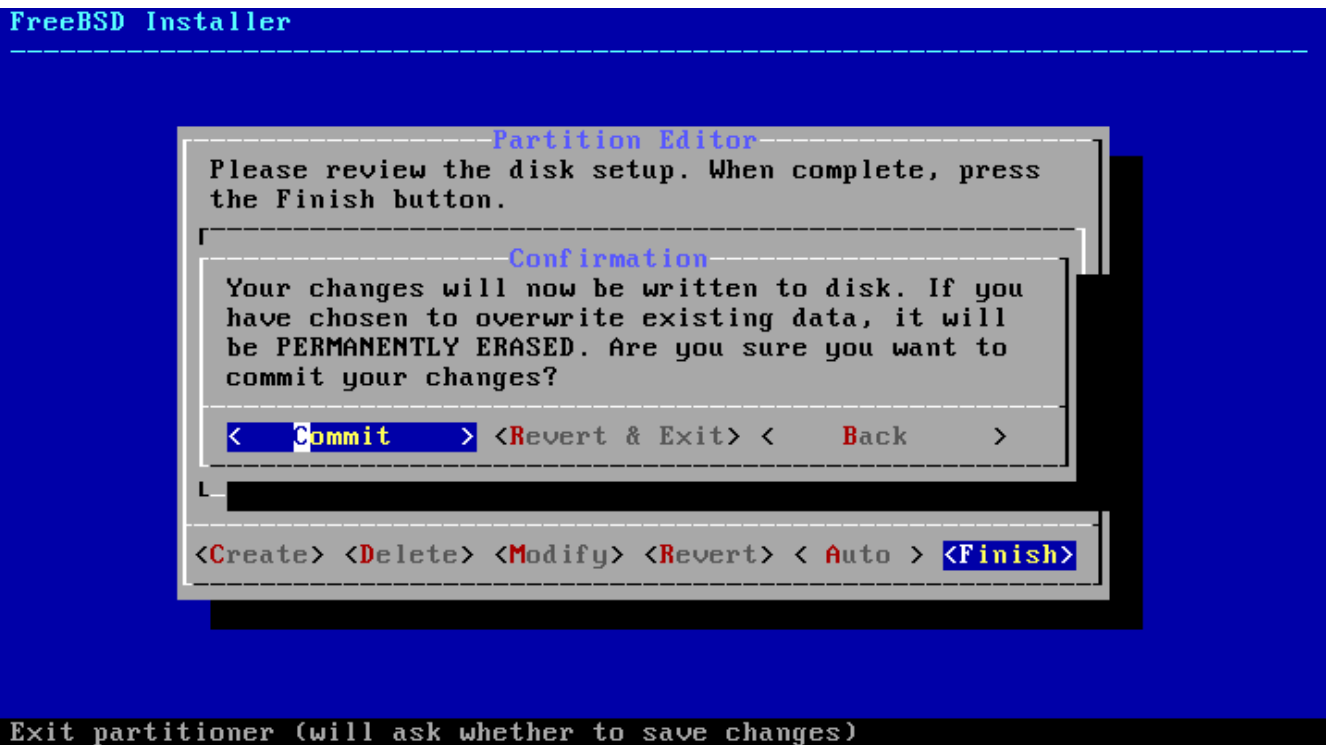 FreeBSD Installer
Partition Editor
Please review the disk setup. When complete, press
the Finish button.
Confirmation
Your changes will now be written to disk. If you
have chosen to overwrite existing data, it will
be PERMANENTLY ERASED. Are you sure you want to
commit your changes?
< Commit > <Revert & Exit> < Back >
<Create> <Delete> <Modify> <Revert> < Auto > <Finish>
Exit partitioner (will ask whether to save changes)